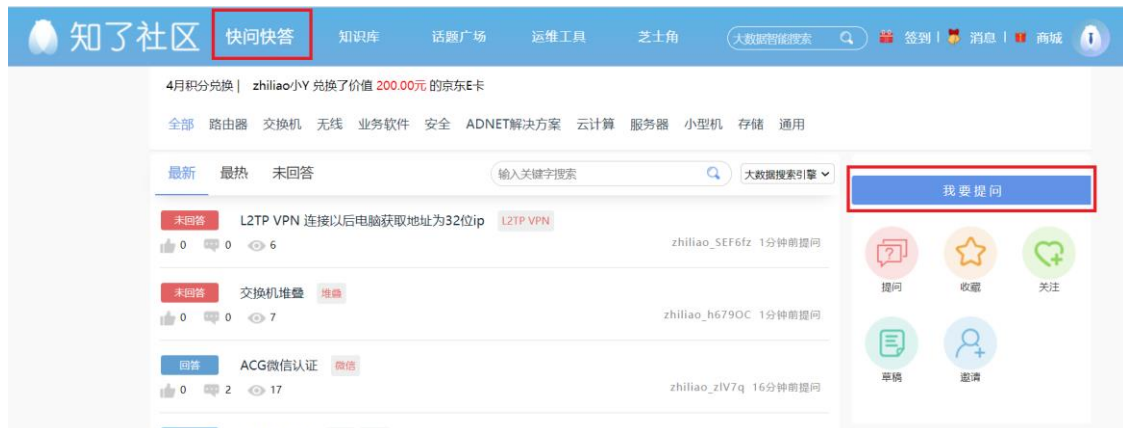 知了社区 快问快答 知识库 话题广场 运维工具 芝士角 大数据智能搜索 签到 | 消息 | 商城
4月积分兑换 | zhiliao小Y 兑换了价值 200.00元 的京东E卡
全部 路由器 交换机 无线 业务软件 安全 ADNET解决方案 云计算 服务器 小型机 存储 通用
最新 最热 未回答 输入关键字搜索 大数据搜索引擎
我要提问
未回答 L2TP VPN 连接以后电脑获取地址为32位ip L2TP VPN
0 0 6 zhiliao_SEF6fz 1分钟前提问
提问 收藏 关注
未回答 交换机堆叠 堆叠
0 0 7 zhiliao_h679OC 1分钟前提问
回答 ACG微信认证 微信
0 2 17 zhiliao_zlV7q 16分钟前提问
草稿 邀请